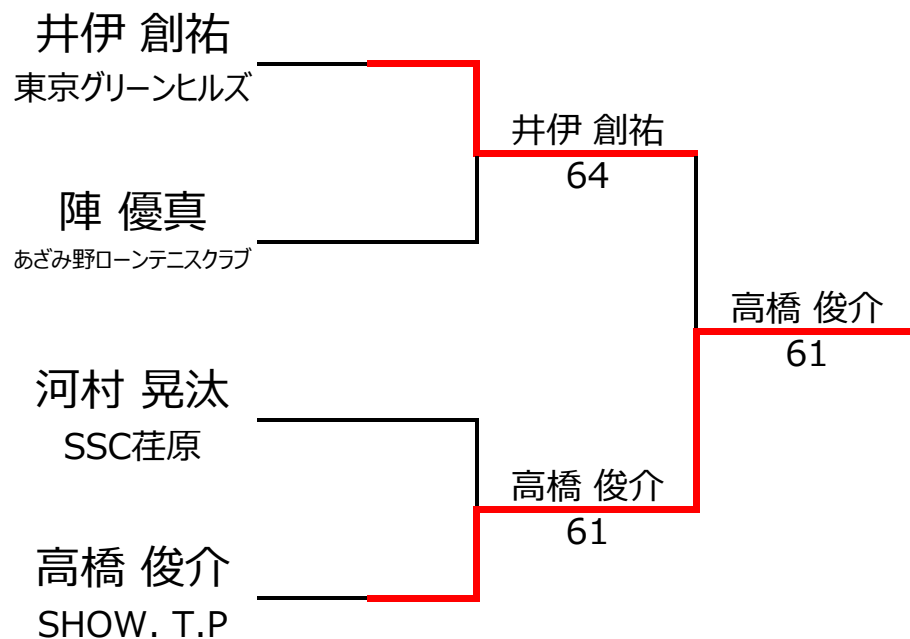 井伊 創祐
東京グリーンヒルズ
陣 優真
あざみ野ローンテニスクラブ
河村 晃汰
SSC荏原
高橋 俊介
SHOW. T.P
井伊 創祐
64
高橋 俊介
61
高橋 俊介
61